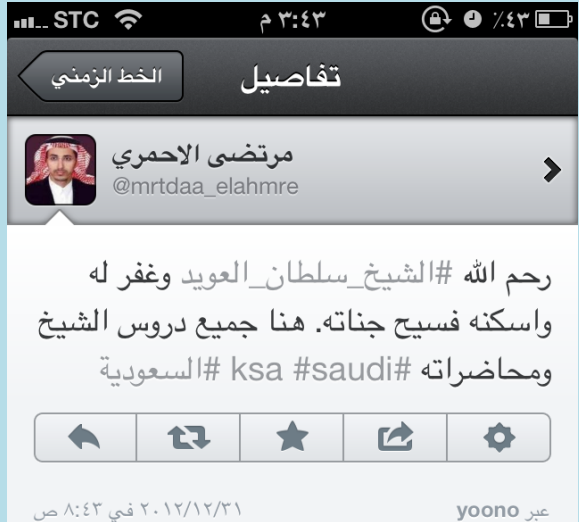 STC ٣:٤٣ م ٪٤٣
الخط الزمني تفاصيل
مرتضى الاحمري
@mrtdaa_elahmre
رحم الله #الشيخ_سلطان_العويد وغفر له
واسكنه فسيح جناته. هنا جميع دروس الشيخ
ومحاضراته #ksa #saudi #السعودية
٢٠١٢/١٢/٣١ في ٨:٤٣ ص عبر yoono